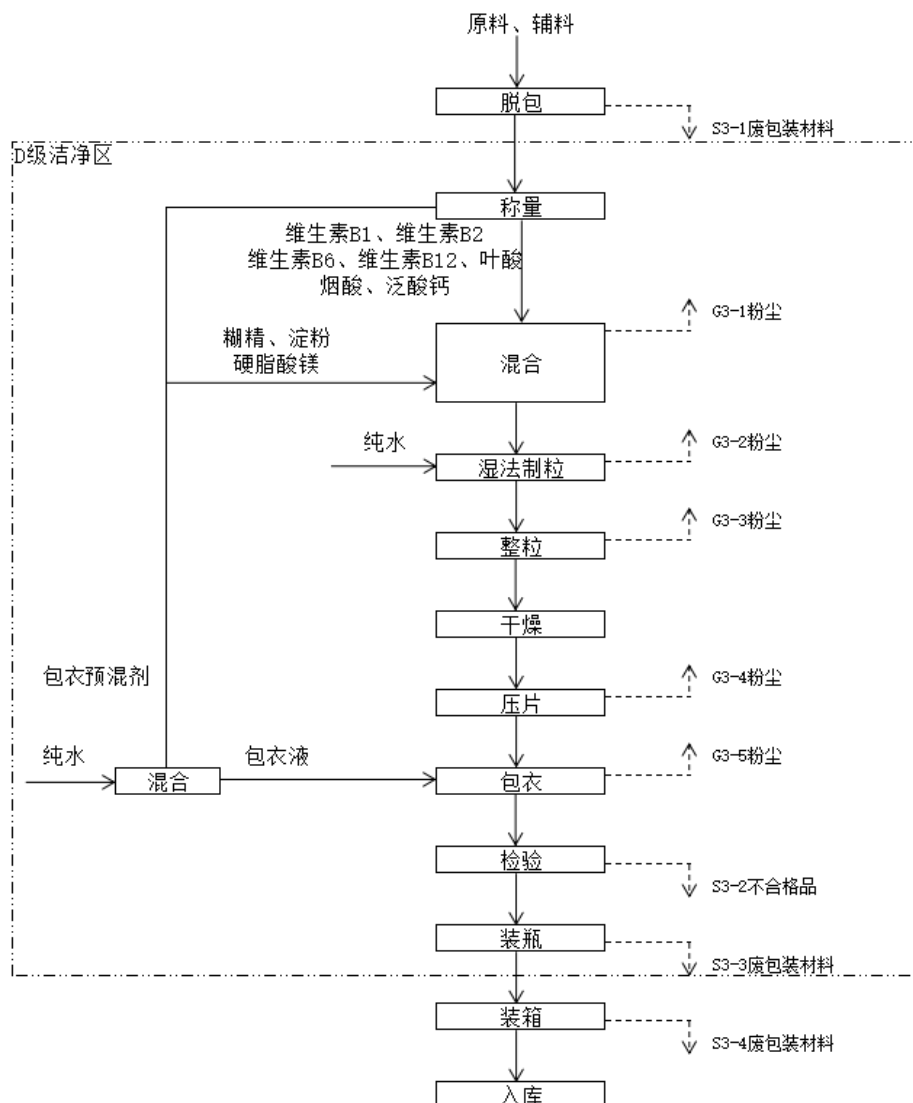 原料、辅料
脱包
S3-1废包装材料
D级洁净区
称量
维生素B1、维生素B2
维生素B6、维生素B12、叶酸
烟酸、泛酸钙
G3-1粉尘
糊精、淀粉
硬脂酸镁
混合
纯水
湿法制粒
G3-2粉尘
G3-3粉尘
整粒
干燥
包衣预混剂
G3-4粉尘
压片
纯水
混合
包衣液
包衣
G3-5粉尘
检验
S3-2不合格品
装瓶
S3-3废包装材料
装箱
S3-4废包装材料
入库